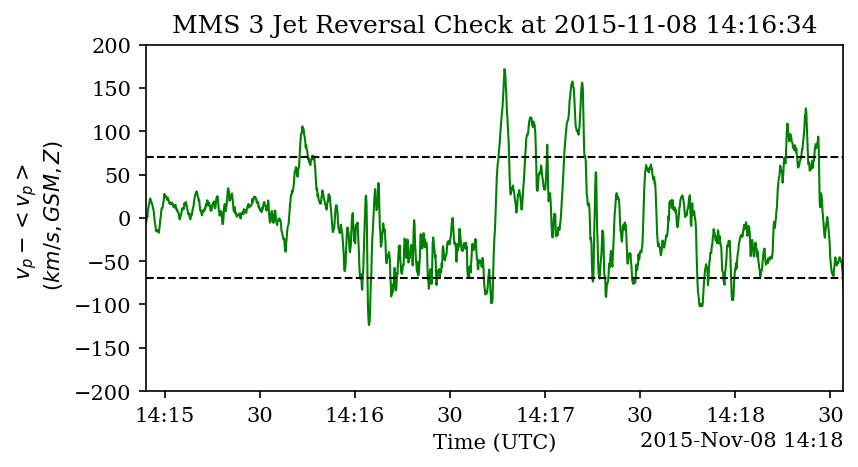 MMS 3 Jet Reversal Check at 2015-11-08 14:16:34
200
150
100
50
0
−50
−100
−150
−200
v_p − < v_p >
(km/s, GSM, Z)
14:15 30 14:16 30 14:17 30 14:18 30
Time (UTC) 2015-Nov-08 14:18